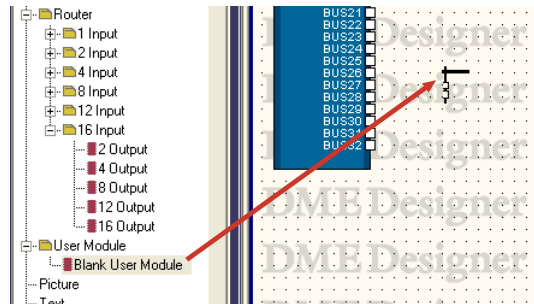 Router
1 Input
2 Input
4 Input
8 Input
12 Input
16 Input
2 Output
4 Output
8 Output
12 Output
16 Output
User Module
Blank User Module
Picture
Text
BUS21
BUS22
BUS23
BUS24
BUS25
BUS26
BUS27
BUS28
BUS29
BUS30
BUS31
BUS32
Designer
Designer
Designer
DME Designer
DME Designer